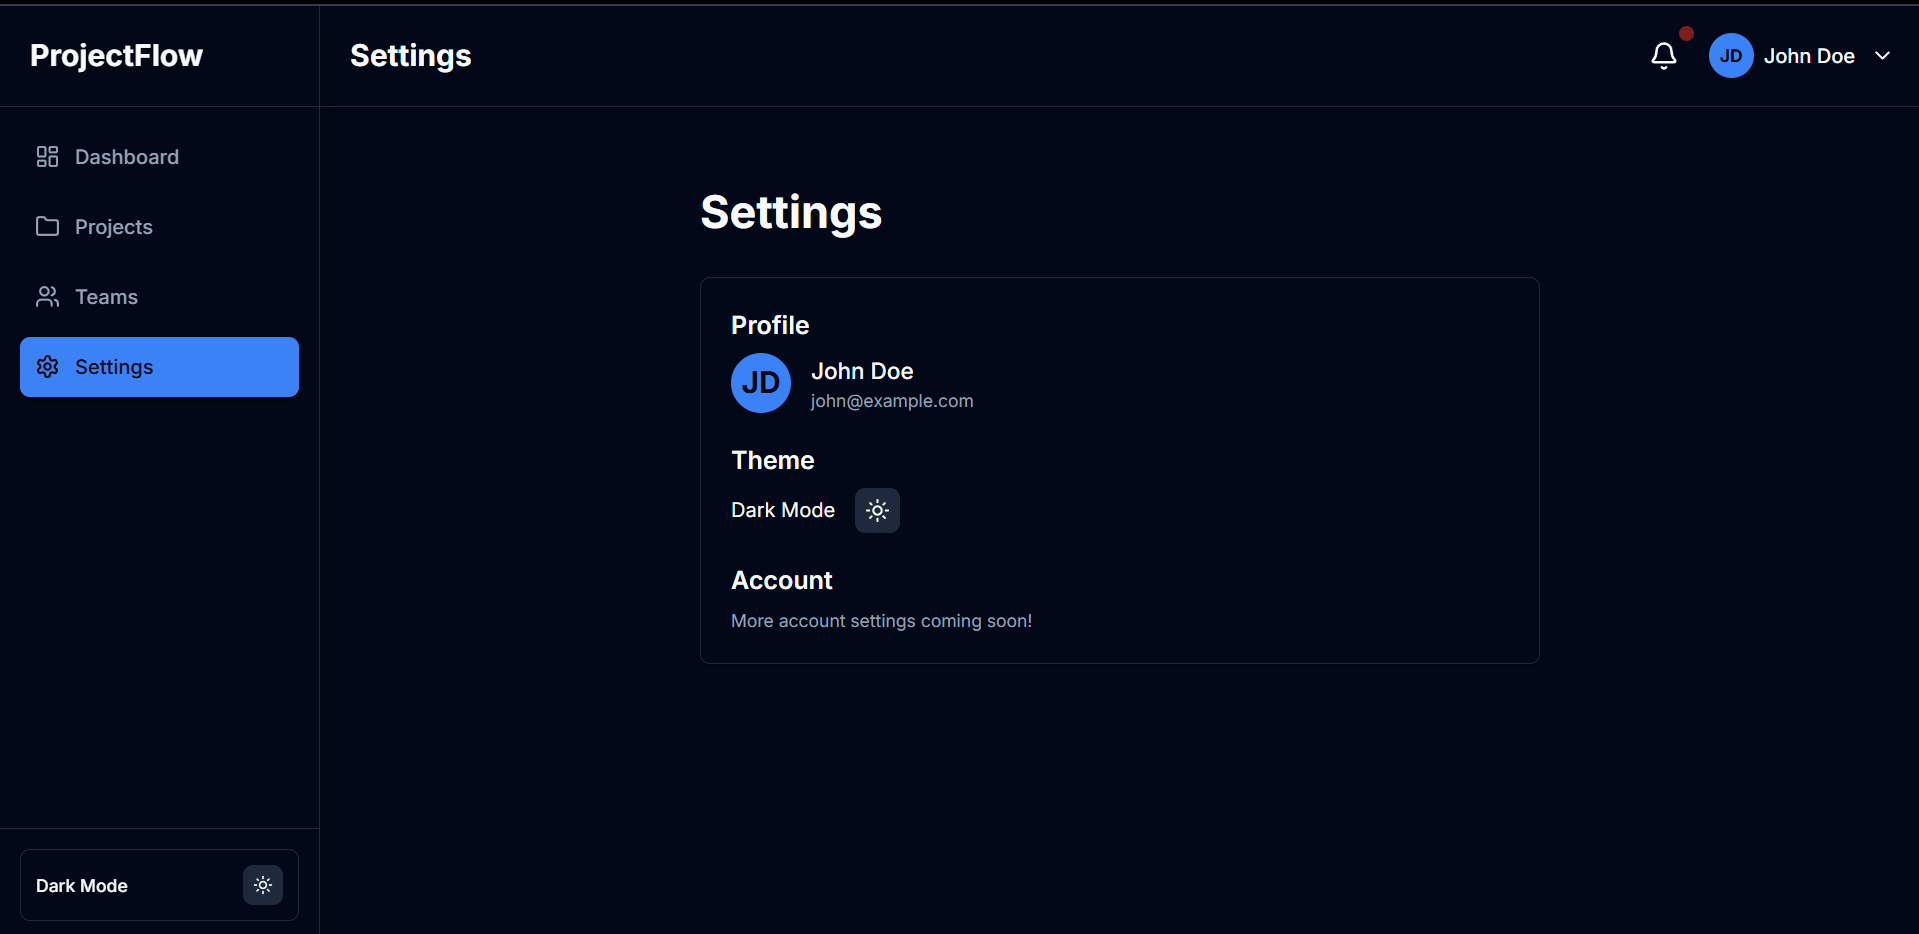 ProjectFlow
Settings
JD John Doe
Dashboard
Projects
Teams
Settings
Dark Mode
Settings
Profile
JD
John Doe
john@example.com
Theme
Dark Mode
Account
More account settings coming soon!